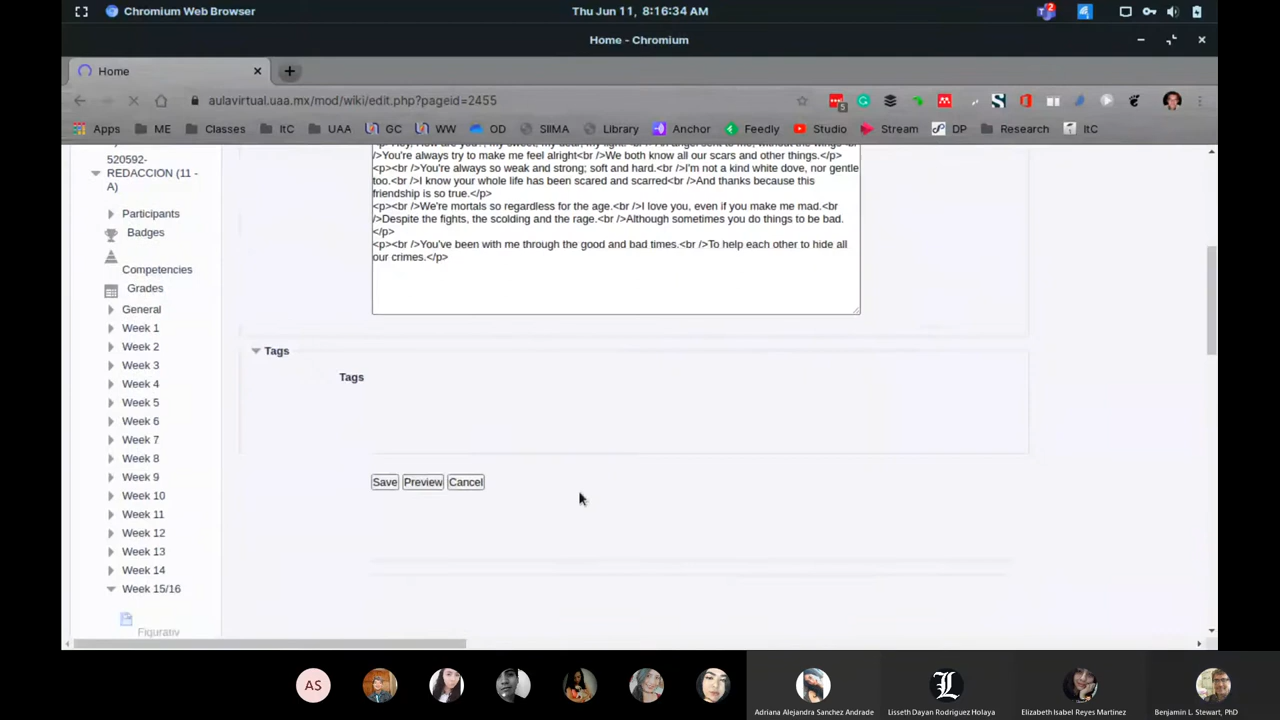 Chromium Web Browser
Thu Jun 11, 8:16:34 AM
2
Home - Chromium
Home
aulavirtual.uaa.mx/mod/wiki/edit.php?pageid=2455
5
Apps ME Classes ItC UAA GC WW OD SIIMA Library Anchor Feedly Studio Stream DP Research ItC
520592-
REDACCION (11 -
A)
Participants
Badges
Competencies
Grades
General
Week 1
Week 2
Week 3
Week 4
Week 5
Week 6
Week 7
Week 8
Week 9
Week 10
Week 11
Week 12
Week 13
Week 14
Week 15/16
Figurativ
/>You're always try to make me feel alright<br />We both know all our scars and other things.</p>
<p><br />You're always so weak and strong; soft and hard.<br />I'm not a kind white dove, nor gentle
too.<br />I know your whole life has been scared and scarred<br />And thanks because this
friendship is so true.</p>
<p><br />We're mortals so regardless for the age.<br />I love you, even if you make me mad.<br
/>Despite the fights, the scolding and the rage.<br />Although sometimes you do things to be bad.
</p>
<p><br />You've been with me through the good and bad times.<br />To help each other to hide all
our crimes.</p>
Tags
Tags
Save Preview Cancel
AS
L
Adriana Alejandra Sanchez Andrade
Lisseth Dayan Rodriguez Holaya
Elizabeth Isabel Reyes Martinez
Benjamin L. Stewart, PhD